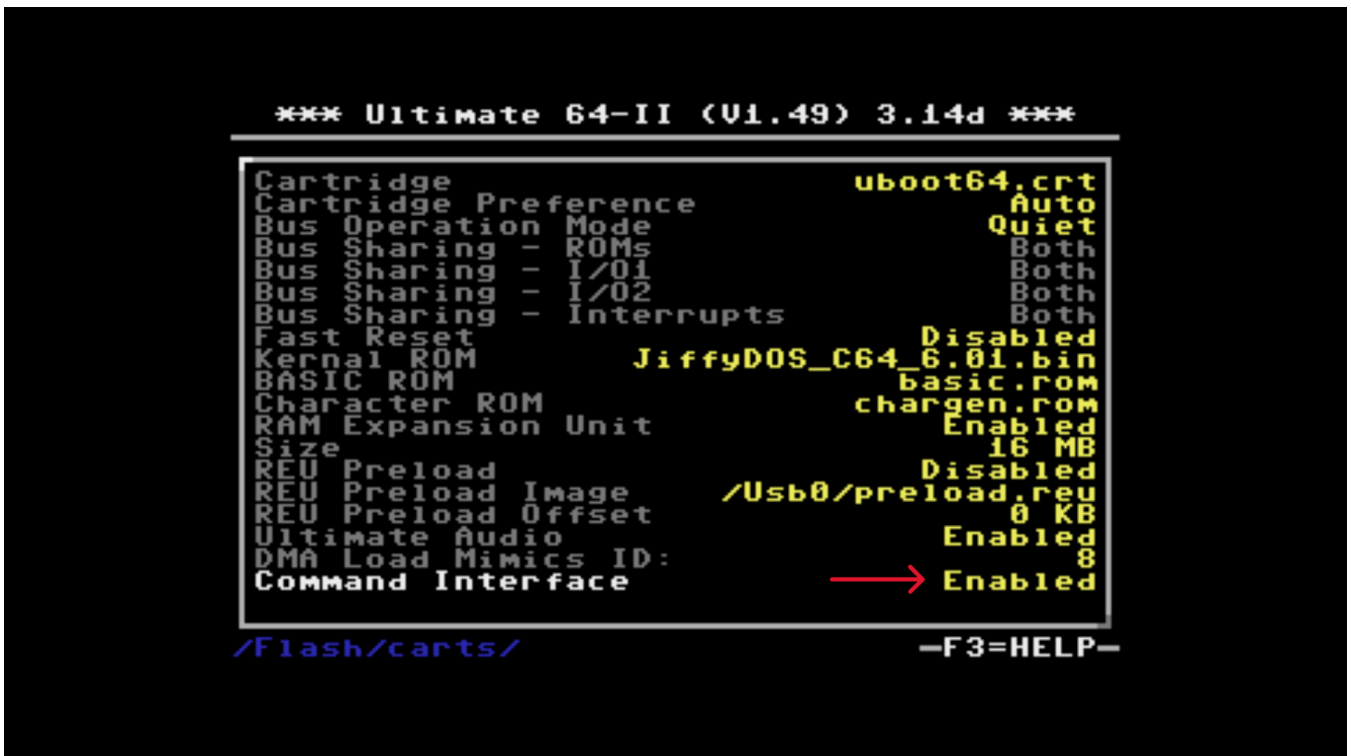 *** Ultimate 64-II (V1.49) 3.14d ***
Cartridge uboot64.crt
Cartridge Preference Auto
Bus Operation Mode Quiet
Bus Sharing - ROMs Both
Bus Sharing - I/O1 Both
Bus Sharing - I/O2 Both
Bus Sharing - Interrupts Both
Fast Reset Disabled
Kernal ROM JiffyDOS_C64_6.01.bin
BASIC ROM basic.rom
Character ROM chargen.rom
RAM Expansion Unit Enabled
Size 16 MB
REU Preload Disabled
REU Preload Image /Usb0/preload.reu
REU Preload Offset 0 KB
Ultimate Audio Enabled
DMA Load Mimics ID: 8
Command Interface Enabled
/Flash/carts/ F3=HELP